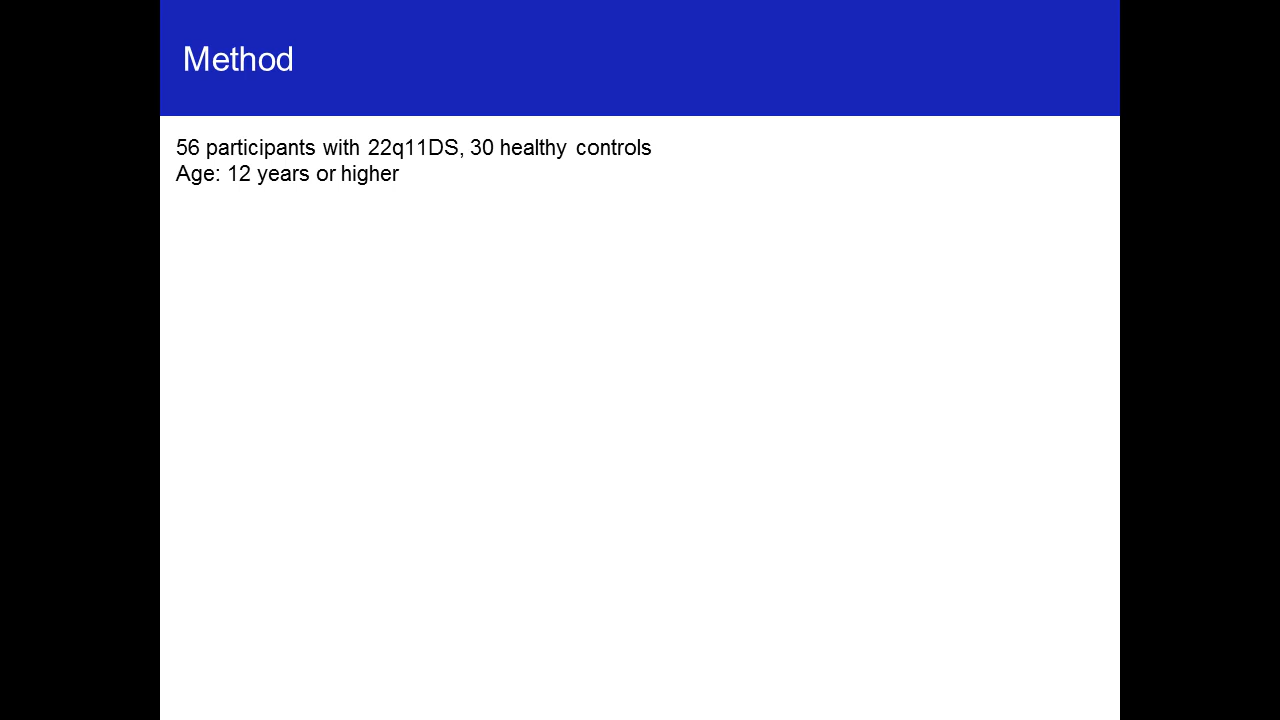 Method
56 participants with 22q11DS, 30 healthy controls
Age: 12 years or higher